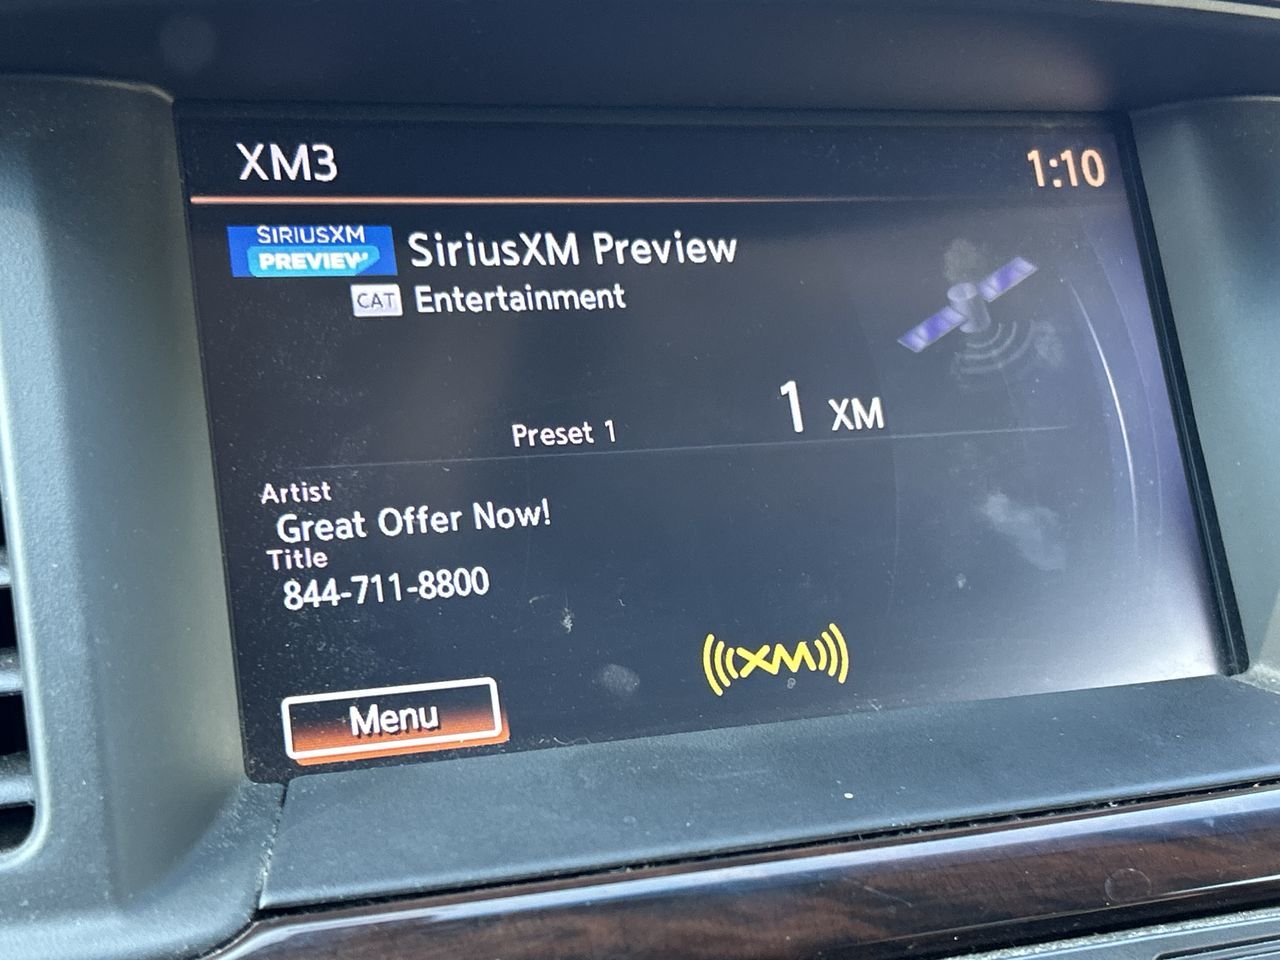 XM3
1:10
SIRIUSXM
PREVIEW
SiriusXM Preview
CAT Entertainment
Preset 1
1 XM
Artist
Great Offer Now!
Title
844-711-8800
(((XM)))
Menu